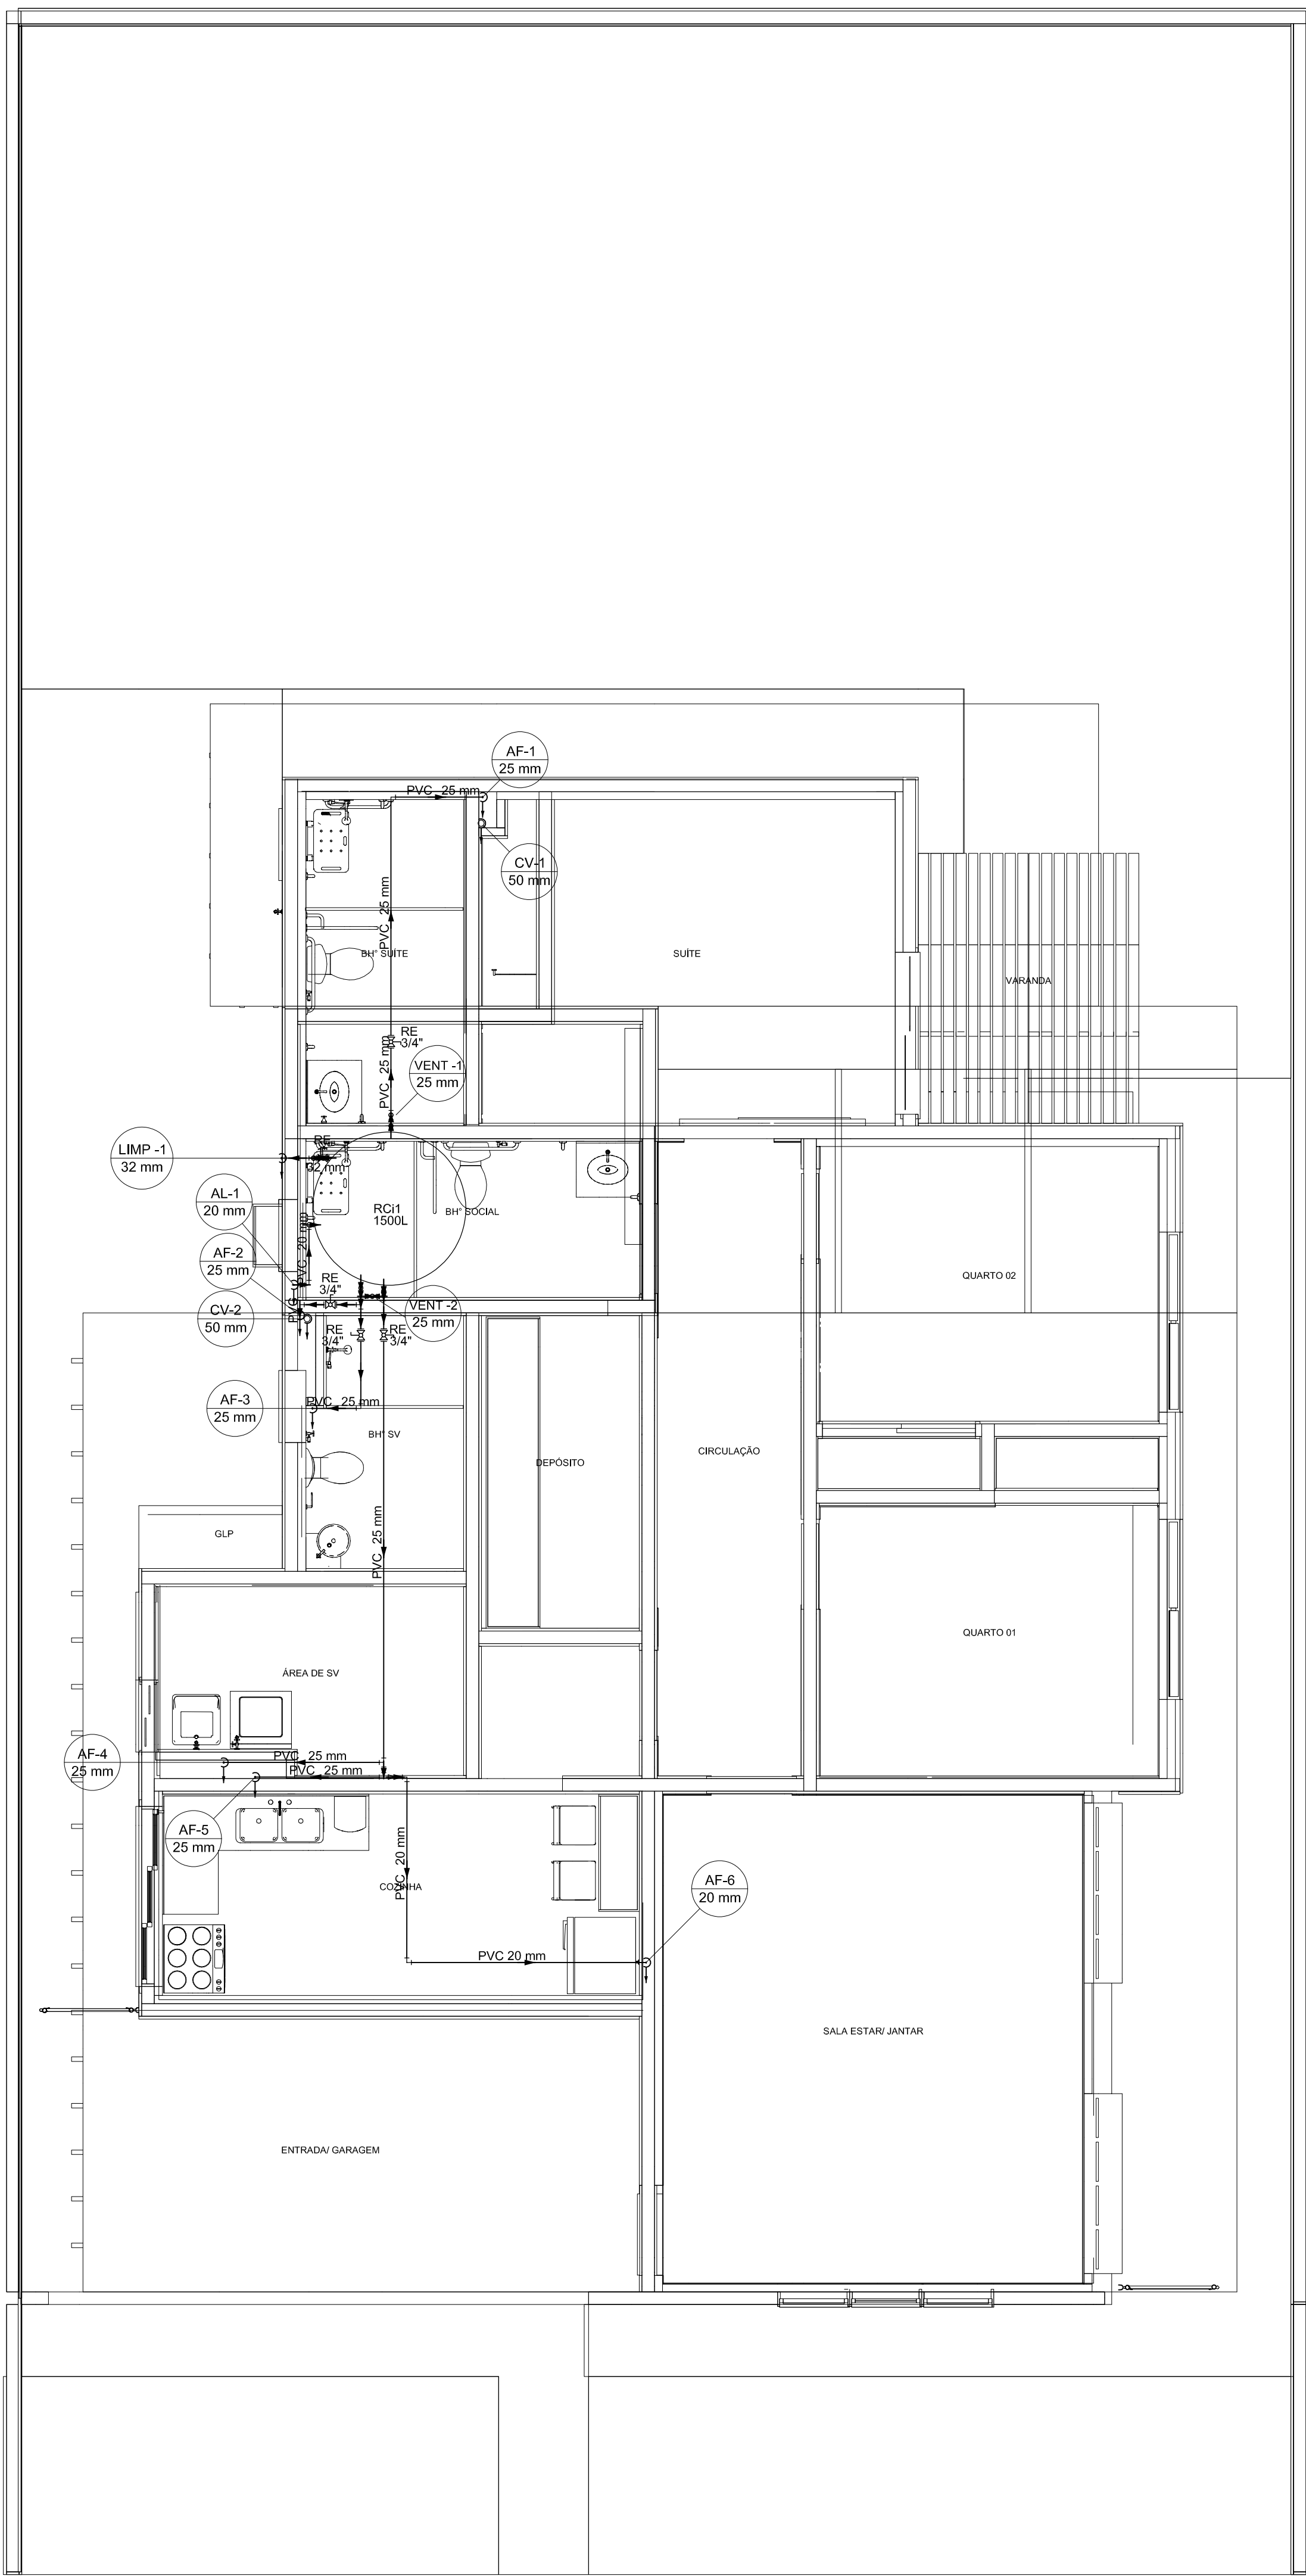 AF-1
25 mm
PVC 25 mm
CV-1
50 mm
PVC 25 mm
BHº SUÍTE
SUÍTE
VARANDA
RE
3/4"
PVC 25 mm
VENT -1
25 mm
LIMP -1
32 mm
RE
32 mm
AL-1
20 mm
RCi1
1500L
BHº SOCIAL
PVC 20 mm
AF-2
25 mm
QUARTO 02
RE
3/4"
CV-2
50 mm
VENT -2
25 mm
RE
3/4"
RE
3/4"
AF-3
25 mm
PVC 25 mm
BHº SV
CIRCULAÇÃO
DEPÓSITO
GLP
PVC 25 mm
QUARTO 01
ÁREA DE SV
AF-4
25 mm
PVC 25 mm
PVC 25 mm
AF-5
25 mm
PVC 20 mm
COZINHA
AF-6
20 mm
PVC 20 mm
SALA ESTAR/ JANTAR
ENTRADA/ GARAGEM